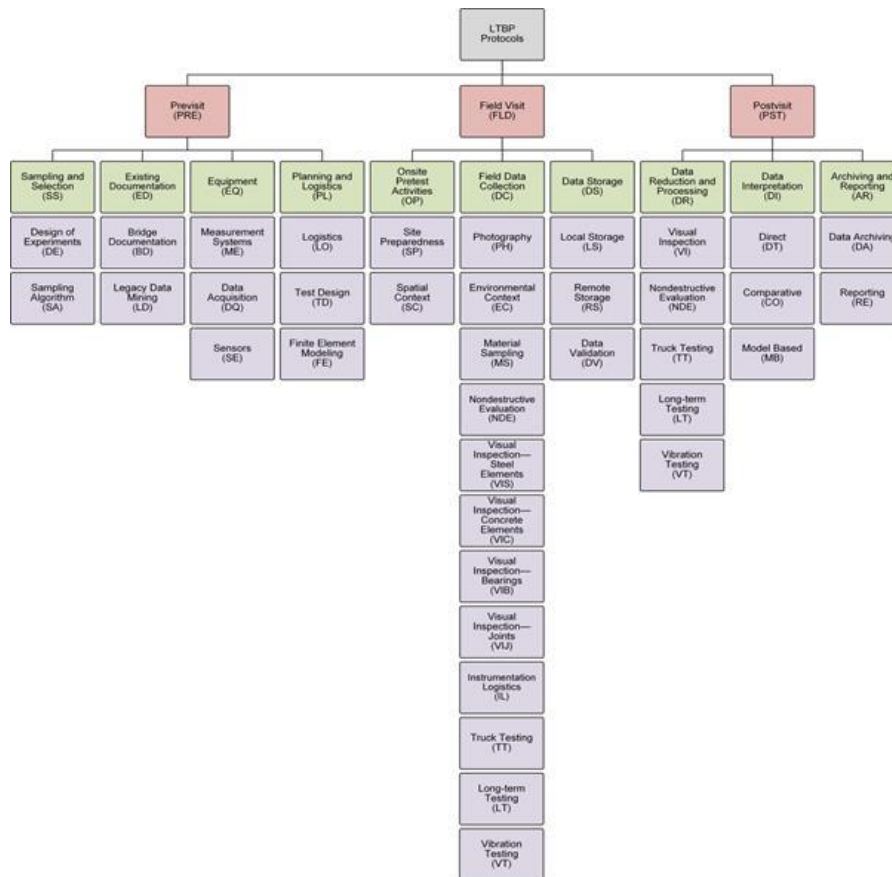 LTBP
Protocols
Previsit
(PRE)
Field Visit
(FLD)
Postvisit
(PST)
Sampling and
Selection
(SS)
Existing
Documentation
(ED)
Equipment
(EQ)
Planning and
Logistics
(PL)
Onsite
Pretest
Activities
(OP)
Field Data
Collection
(DC)
Data Storage
(DS)
Data
Reduction and
Processing
(DR)
Data
Interpretation
(DI)
Archiving and
Reporting
(AR)
Design of
Experiments
(DE)
Bridge
Documentation
(BD)
Measurement
Systems
(ME)
Logistics
(LO)
Site
Preparedness
(SP)
Photography
(PH)
Local Storage
(LS)
Visual
Inspection
(VI)
Direct
(DT)
Data Archiving
(DA)
Sampling
Algorithm
(SA)
Legacy Data
Mining
(LD)
Data
Acquisition
(DQ)
Test Design
(TD)
Spatial
Context
(SC)
Environmental
Context
(EC)
Remote
Storage
(RS)
Nondestructive
Evaluation
(NDE)
Comparative
(CO)
Reporting
(RE)
Sensors
(SE)
Finite Element
Modeling
(FE)
Material
Sampling
(MS)
Data
Validation
(DV)
Truck Testing
(TT)
Model Based
(MB)
Nondestructive
Evaluation
(NDE)
Long-term
Testing
(LT)
Visual
Inspection—
Steel
Elements
(VIS)
Vibration
Testing
(VT)
Visual
Inspection—
Concrete
Elements
(VIC)
Visual
Inspection—
Bearings
(VIB)
Visual
Inspection—
Joints
(VIJ)
Instrumentation
Logistics
(IL)
Truck Testing
(TT)
Long-term
Testing
(LT)
Vibration
Testing
(VT)